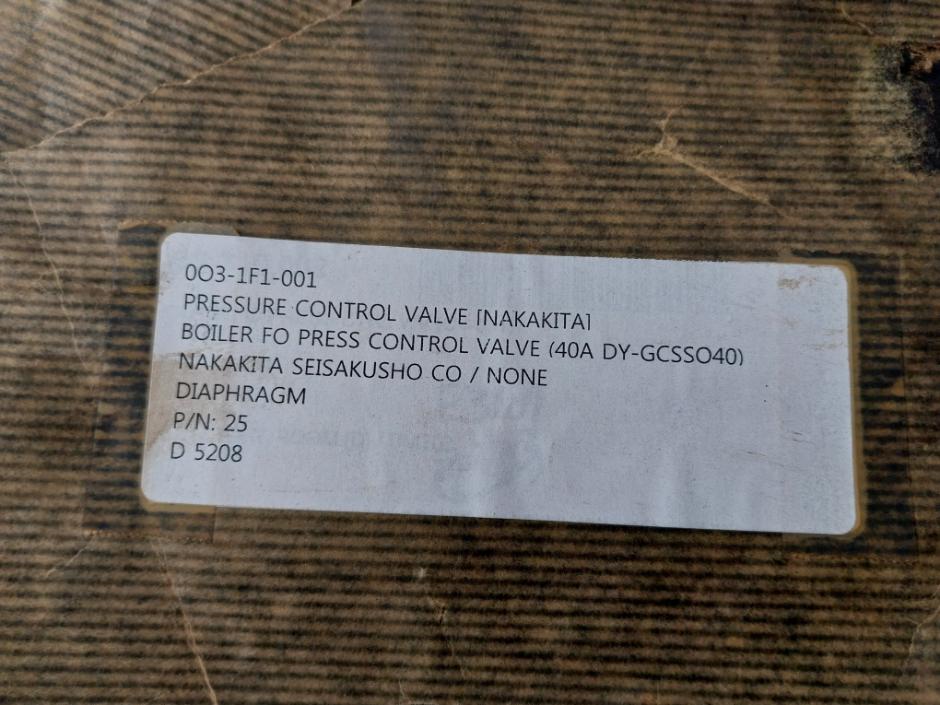 0O3-1F1-001
PRESSURE CONTROL VALVE [NAKAKITA]
BOILER FO PRESS CONTROL VALVE (40A DY-GCSSO40)
NAKAKITA SEISAKUSHO CO / NONE
DIAPHRAGM
P/N: 25
D 5208